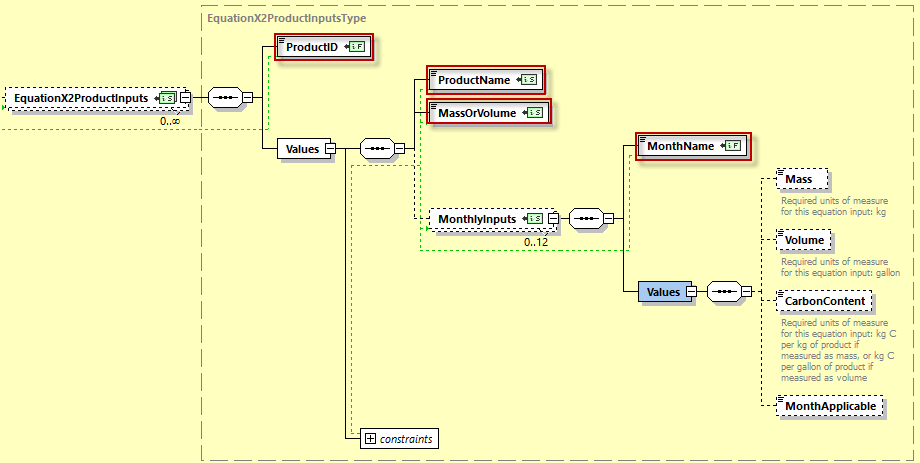 EquationX2ProductInputsType
ProductID
EquationX2ProductInputs
0..∞
ProductName
MassOrVolume
Values
MonthName
MonthlyInputs
0..12
Mass
Required units of measure
for this equation input: kg
Volume
Required units of measure
for this equation input: gallon
Values
CarbonContent
Required units of measure
for this equation input: kg C
per kg of product if
measured as mass, or kg C
per gallon of product if
measured as volume
MonthApplicable
constraints